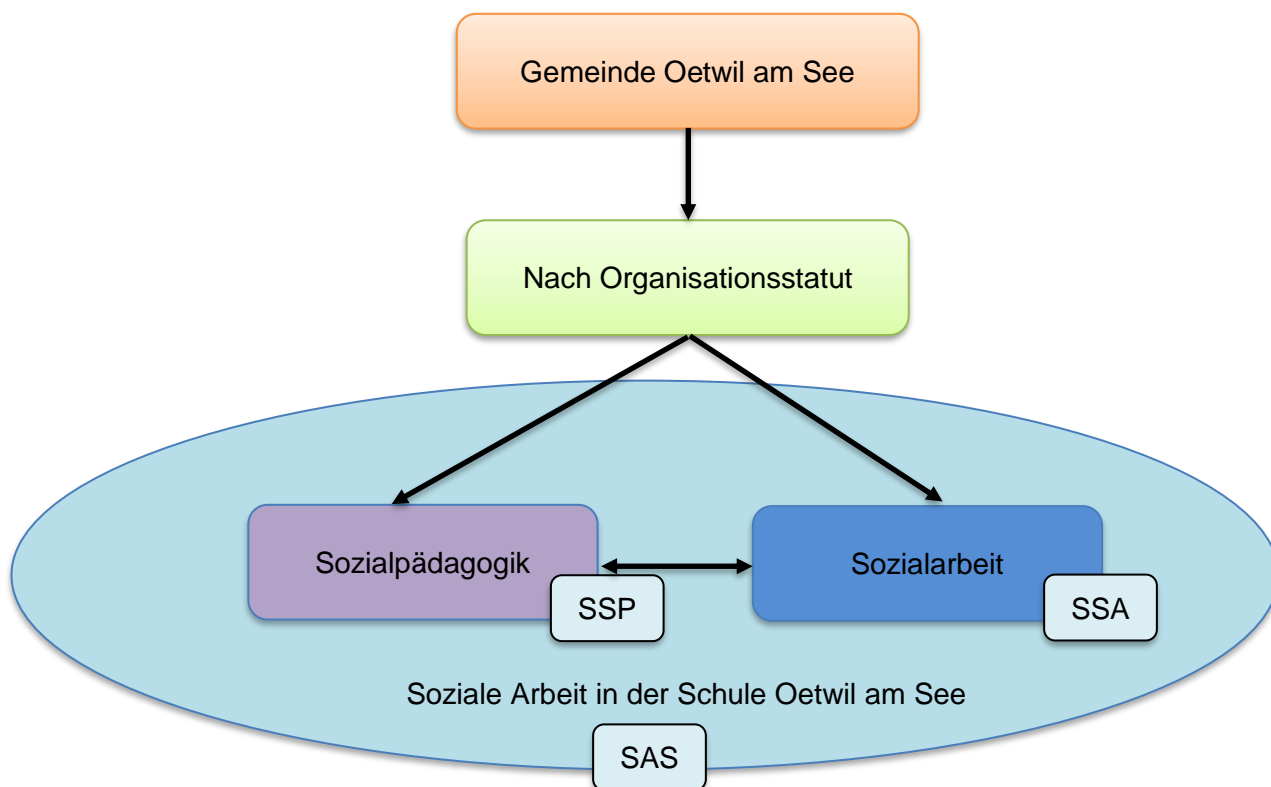 Gemeinde Oetwil am See
Nach Organisationsstatut
Sozialpädagogik
SSP
Sozialarbeit
SSA
Soziale Arbeit in der Schule Oetwil am See
SAS